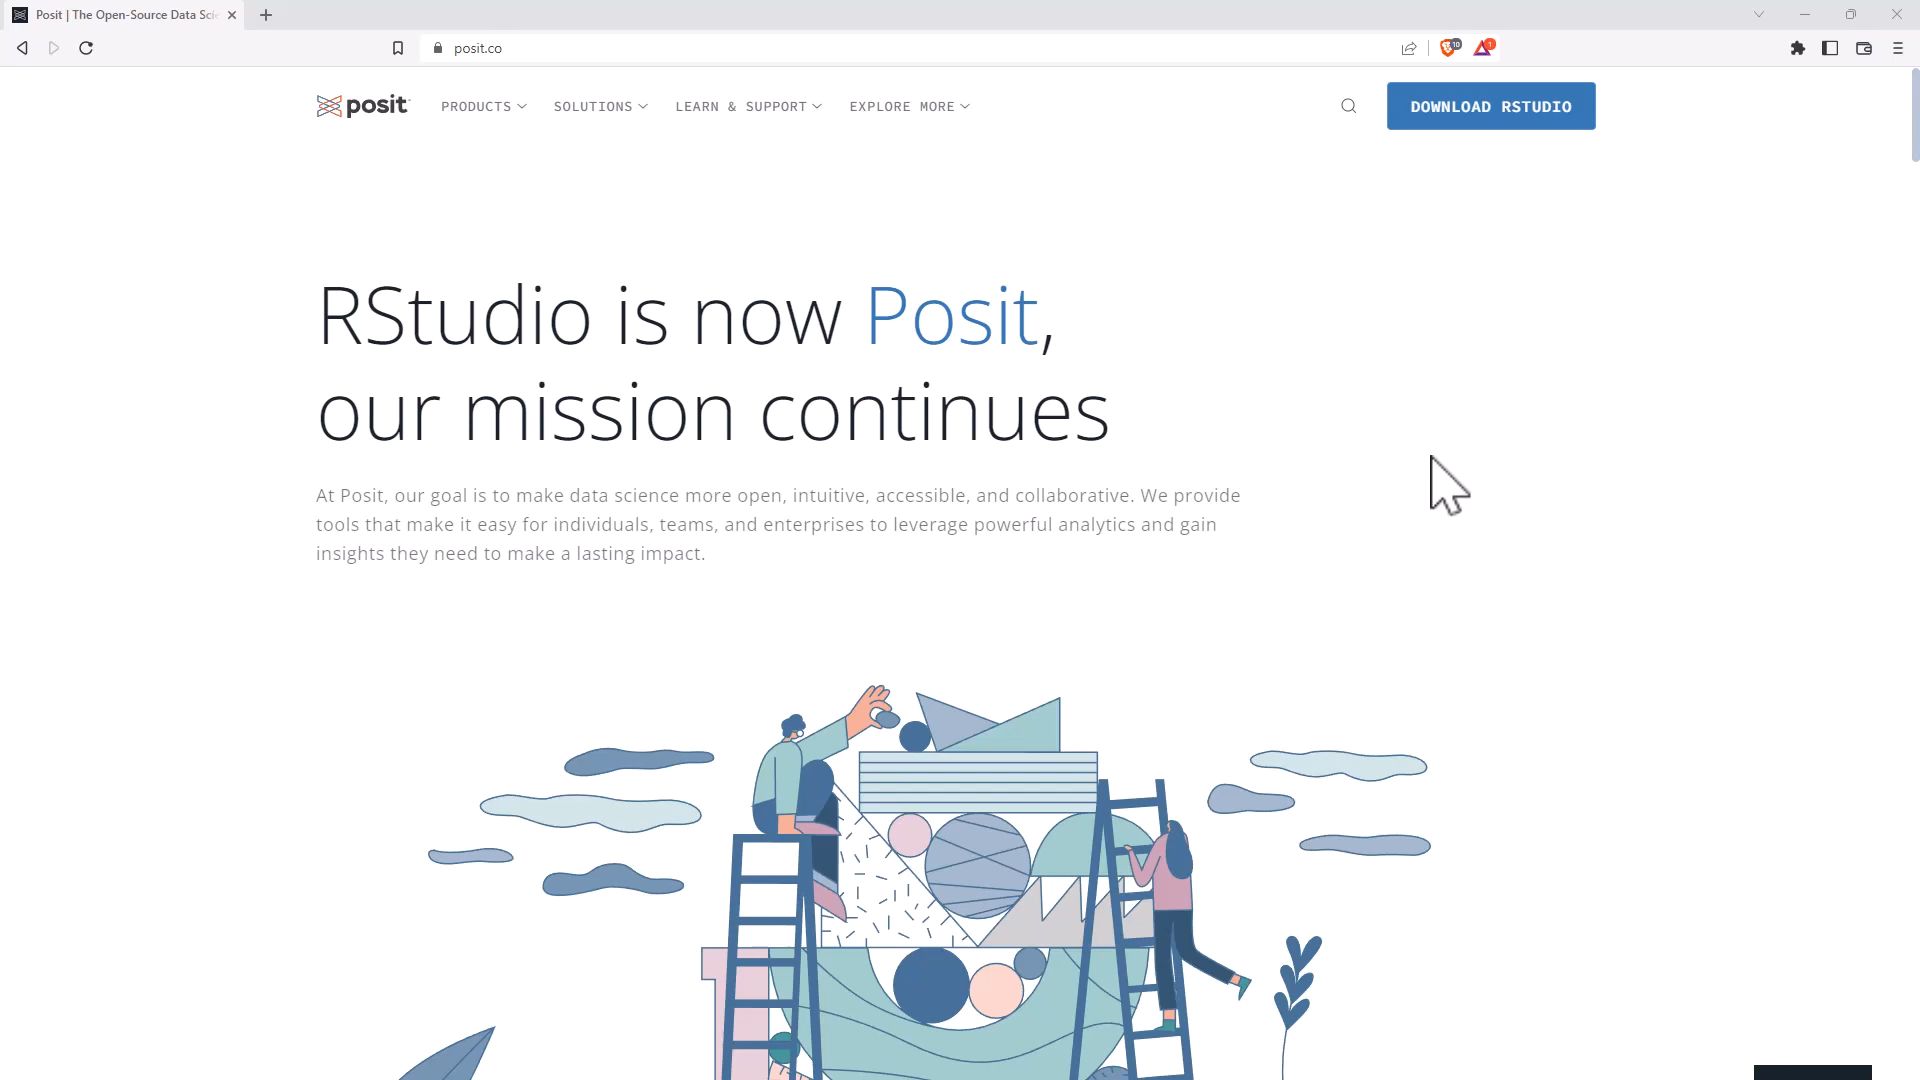 Posit | The Open-Source Data Sci
posit.co
10
1
posit
PRODUCTS
SOLUTIONS
LEARN & SUPPORT
EXPLORE MORE
DOWNLOAD RSTUDIO
RStudio is now Posit,
our mission continues
At Posit, our goal is to make data science more open, intuitive, accessible, and collaborative. We provide
tools that make it easy for individuals, teams, and enterprises to leverage powerful analytics and gain
insights they need to make a lasting impact.